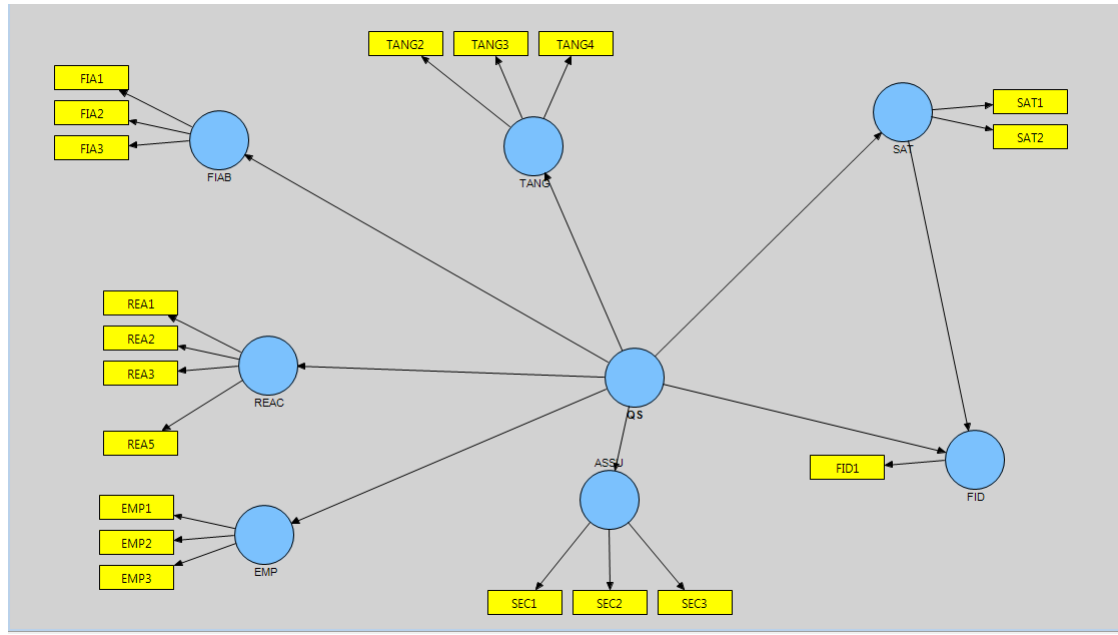 TANG2
TANG3
TANG4
FIA1
FIA2
FIA3
FIAB
TANG
SAT1
SAT2
SAT
REA1
REA2
REA3
REA5
REAC
QS
ASSU
FID1
FID
EMP1
EMP2
EMP3
EMP
SEC1
SEC2
SEC3